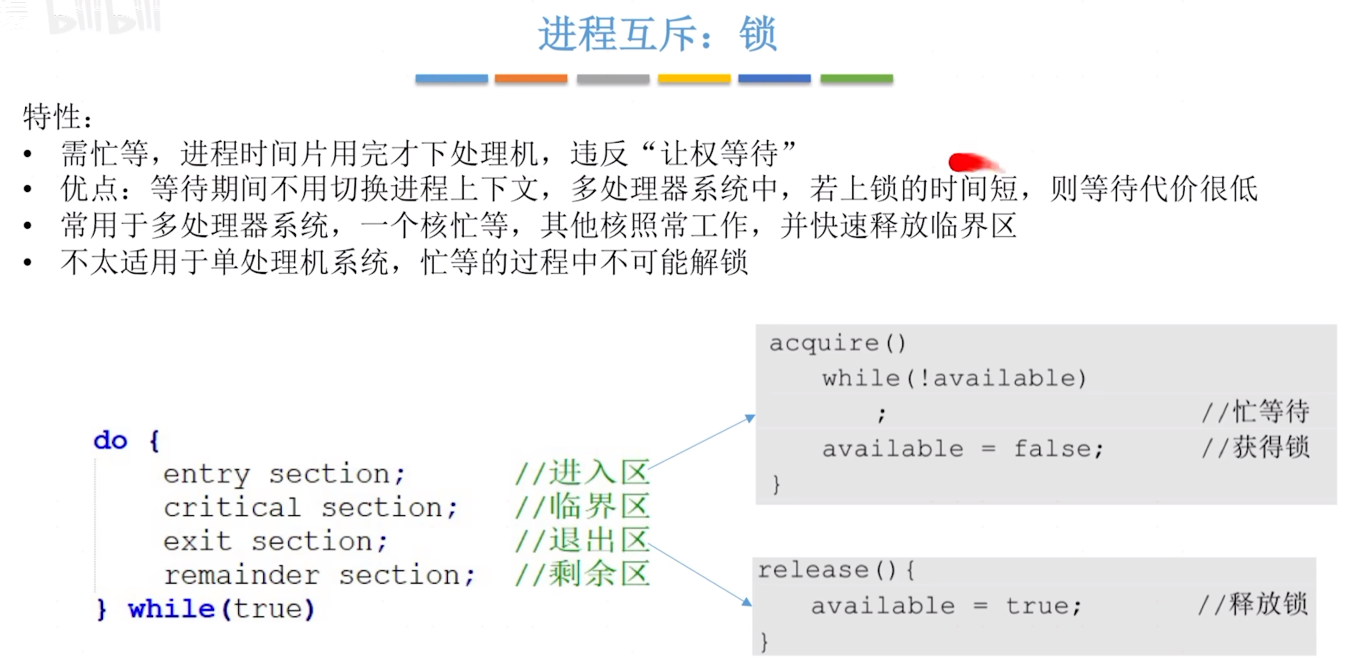 bilibili
进程互斥：锁
特性：
• 需忙等，进程时间片用完才下处理机，违反“让权等待”
• 优点：等待期间不用切换进程上下文，多处理器系统中，若上锁的时间短，则等待代价很低
• 常用于多处理器系统，一个核忙等，其他核照常工作，并快速释放临界区
• 不太适用于单处理机系统，忙等的过程中不可能解锁
do {
entry section; //进入区
critical section; //临界区
exit section; //退出区
remainder section; //剩余区
} while(true)
acquire()
while(!available)
; //忙等待
available = false; //获得锁
}
release(){
available = true; //释放锁
}